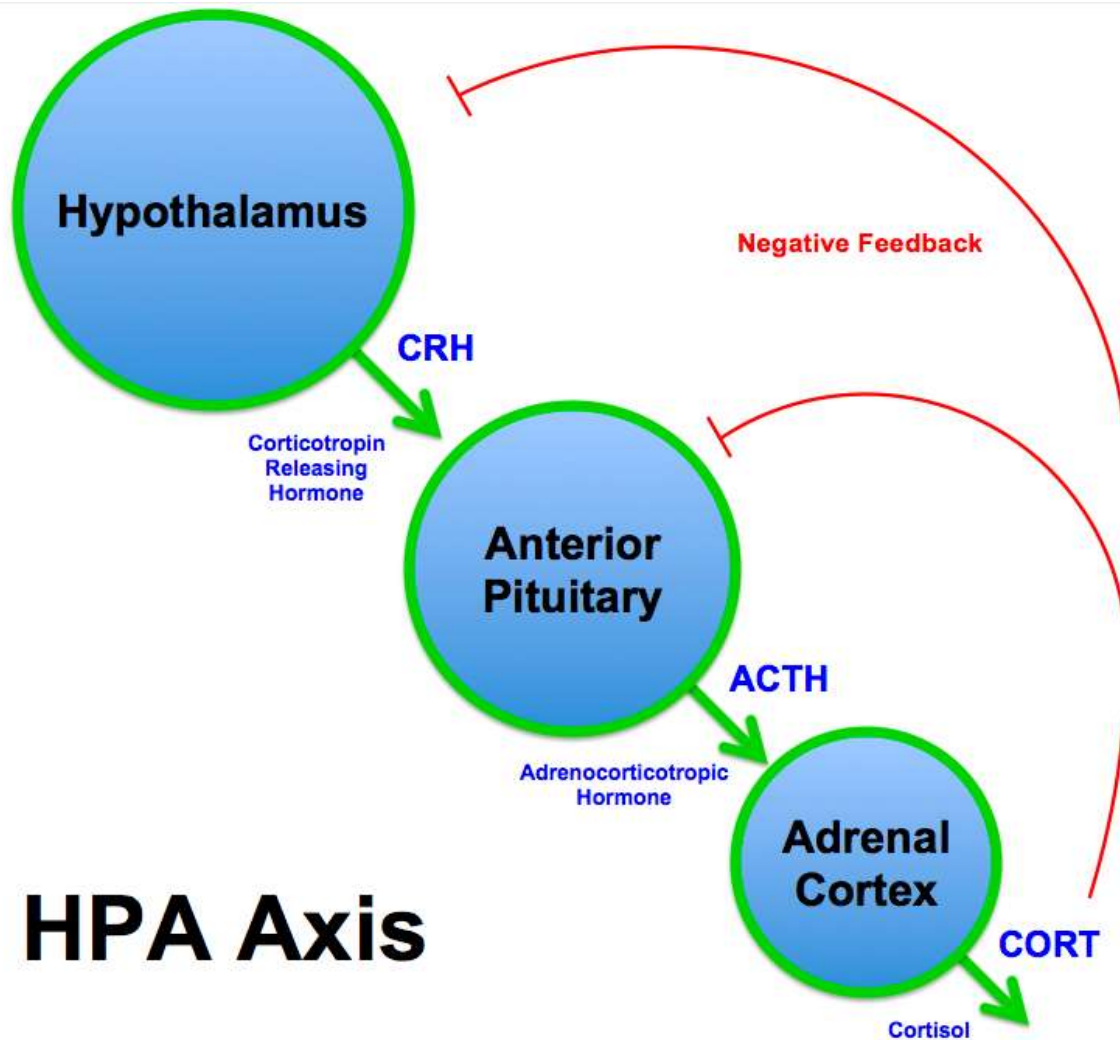 Hypothalamus
Negative Feedback
CRH
Corticotropin
Releasing
Hormone
Anterior
Pituitary
ACTH
Adrenocorticotropic
Hormone
Adrenal
Cortex
HPA Axis
CORT
Cortisol